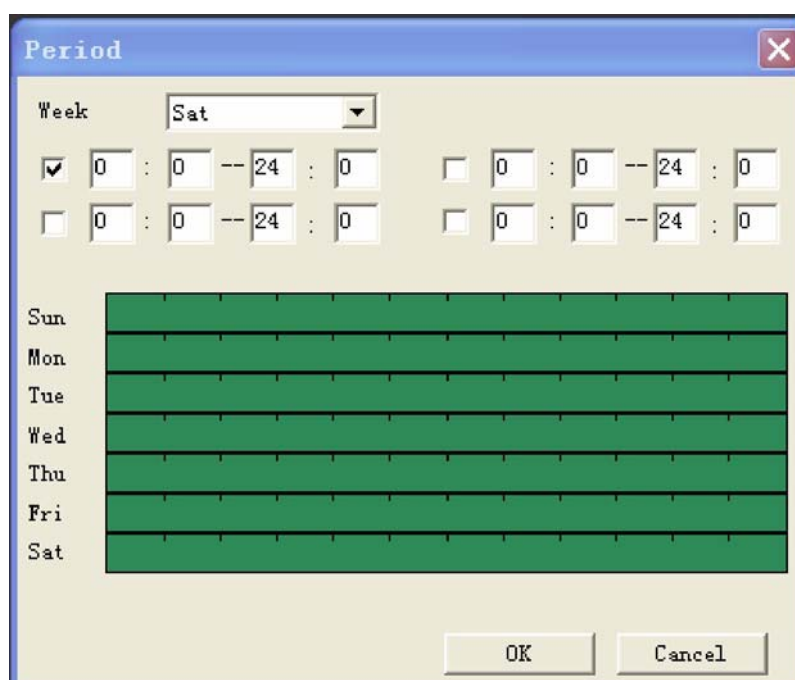 Period
Week Sat
0 : 0 -- 24 : 0 0 : 0 -- 24 : 0
0 : 0 -- 24 : 0 0 : 0 -- 24 : 0
Sun
Mon
Tue
Wed
Thu
Fri
Sat
OK Cancel